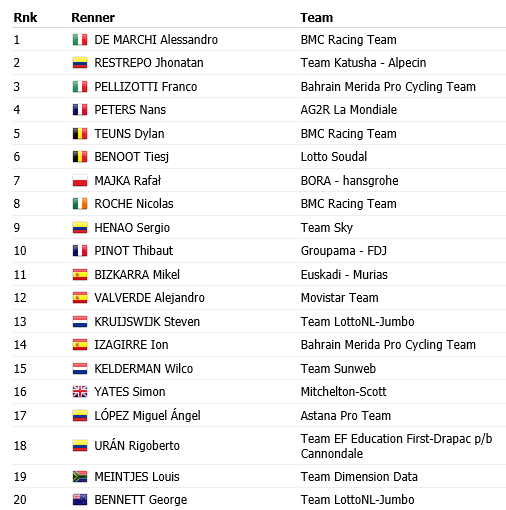 Rnk Renner Team
1 DE MARCHI Alessandro BMC Racing Team
2 RESTREPO Jhonatan Team Katusha - Alpecin
3 PELLIZOTTI Franco Bahrain Merida Pro Cycling Team
4 PETERS Nans AG2R La Mondiale
5 TEUNS Dylan BMC Racing Team
6 BENOOT Tiesj Lotto Soudal
7 MAJKA Rafał BORA - hansgrohe
8 ROCHE Nicolas BMC Racing Team
9 HENAO Sergio Team Sky
10 PINOT Thibaut Groupama - FDJ
11 BIZKARRA Mikel Euskadi - Murias
12 VALVERDE Alejandro Movistar Team
13 KRUIJSWIJK Steven Team LottoNL-Jumbo
14 IZAGIRRE Ion Bahrain Merida Pro Cycling Team
15 KELDERMAN Wilco Team Sunweb
16 YATES Simon Mitchelton-Scott
17 LÓPEZ Miguel Ángel Astana Pro Team
18 URÁN Rigoberto Team EF Education First-Drapac p/b
Cannondale
19 MEINTJES Louis Team Dimension Data
20 BENNETT George Team LottoNL-Jumbo